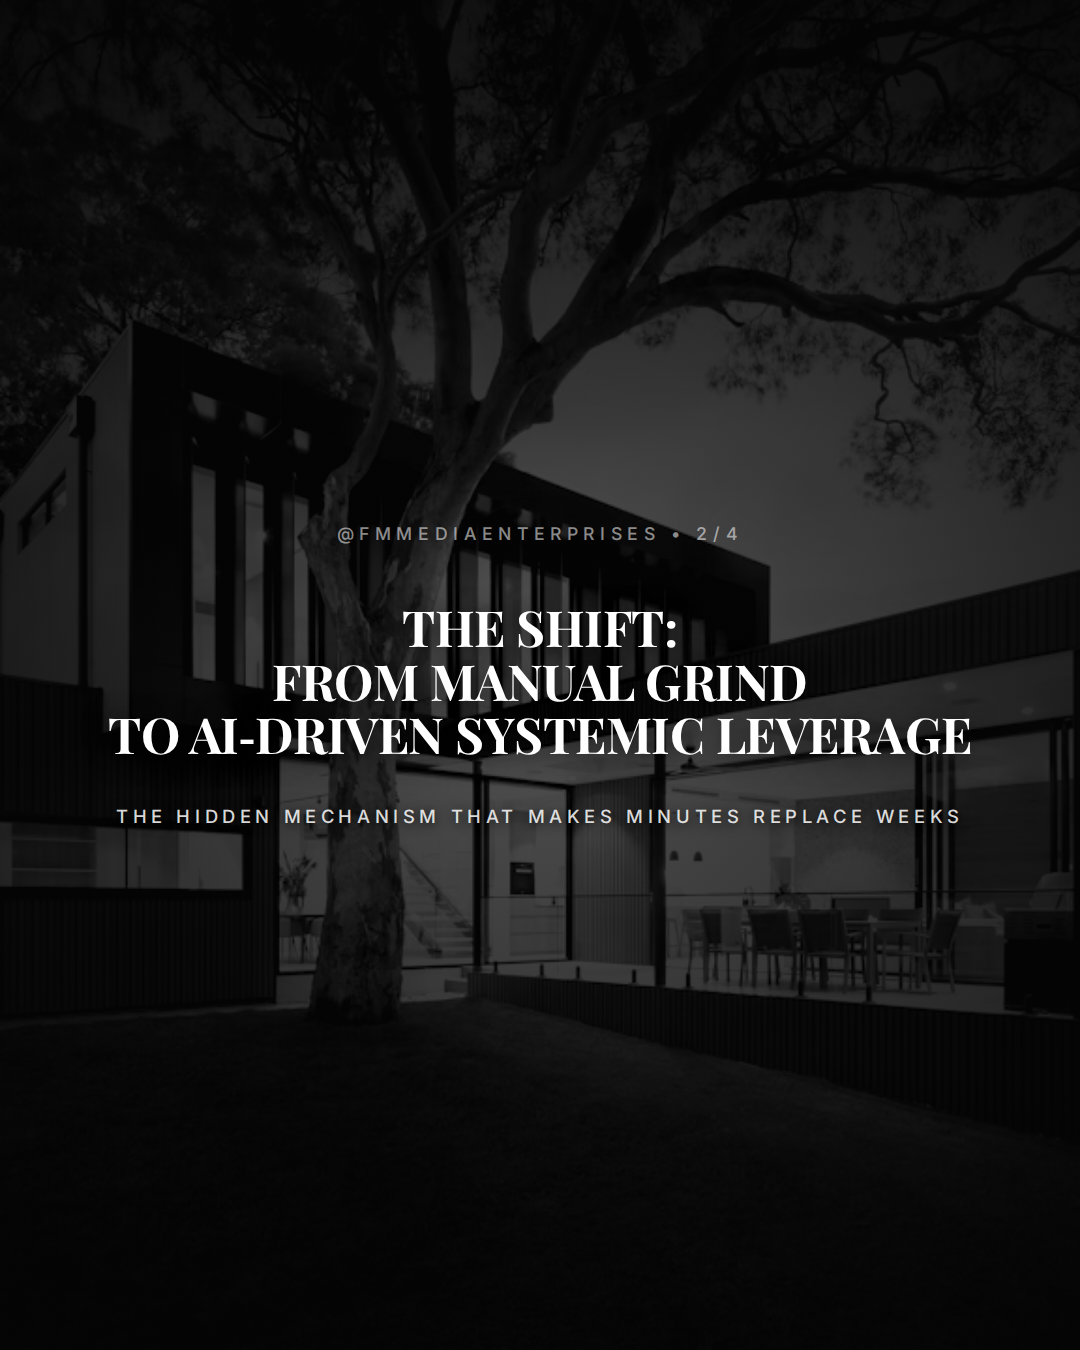 @FMMEDIAENTERPRISES • 2/4
THE SHIFT:
FROM MANUAL GRIND
TO AI-DRIVEN SYSTEMIC LEVERAGE
THE HIDDEN MECHANISM THAT MAKES MINUTES REPLACE WEEKS